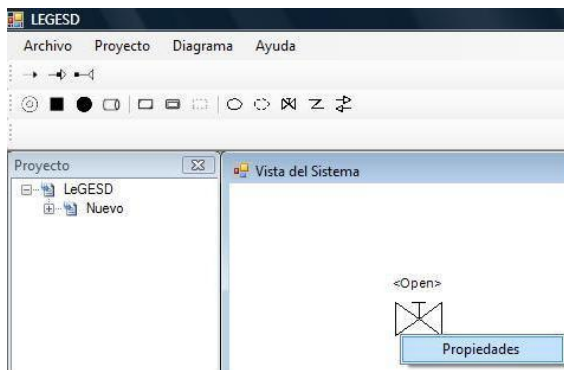 LEGESD
Archivo Proyecto Diagrama Ayuda
Proyecto
LeGESD
Nuevo
Vista del Sistema
<Open>
Propiedades